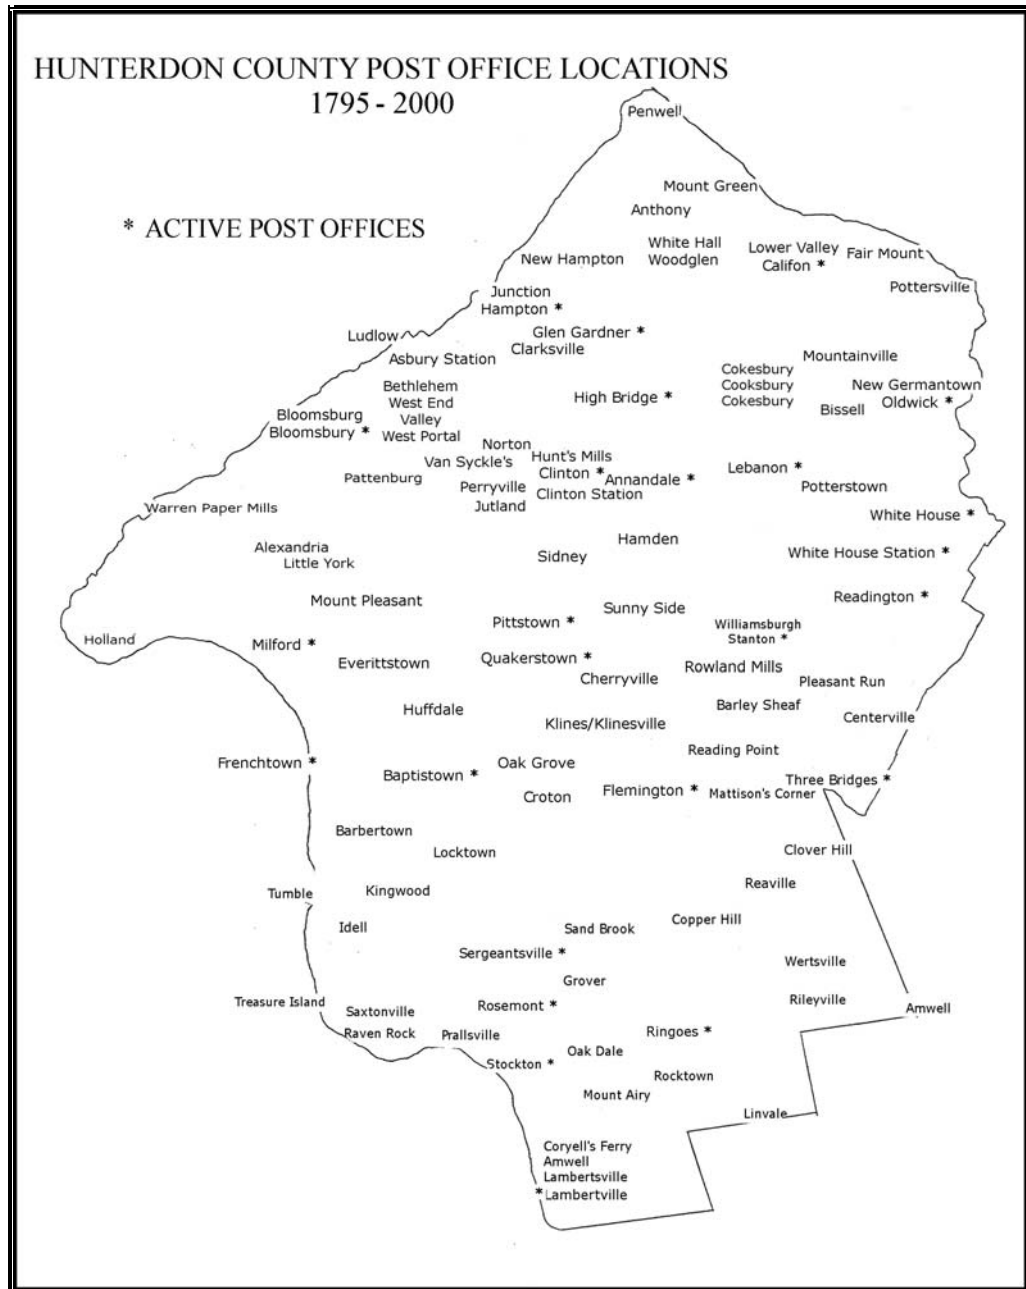 HUNTERDON COUNTY POST OFFICE LOCATIONS
1795 - 2000
Penwell
Mount Green
Anthony
* ACTIVE POST OFFICES
White Hall
Woodglen
Lower Valley
Califon *
Fair Mount
New Hampton
Pottersville
Junction
Hampton *
Ludlow
Glen Gardner *
Clarksville
Asbury Station
Mountainville
Cokesbury
Cooksbury
Cokesbury
Bethlehem
West End
Valley
West Portal
New Germantown
Oldwick *
High Bridge *
Bissell
Bloomsburg
Bloomsbury *
Norton
Hunt's Mills
Van Syckle's
Clinton *
Annandale *
Lebanon *
Pattenburg
Perryville
Clinton Station
Potterstown
Jutland
Warren Paper Mills
White House *
Hamden
Alexandria
Little York
Sidney
White House Station *
Mount Pleasant
Sunny Side
Readington *
Pittstown *
Williamsburgh
Stanton *
Holland
Milford *
Everittstown
Quakerstown *
Cherryville
Rowland Mills
Pleasant Run
Huffdale
Barley Sheaf
Centerville
Klines/Klinesville
Reading Point
Frenchtown *
Oak Grove
Baptistown *
Three Bridges *
Croton
Flemington *
Mattison's Corner
Barbertown
Locktown
Clover Hill
Tumble
Kingwood
Reaville
Idell
Sand Brook
Copper Hill
Sergeantsville *
Wertsville
Grover
Treasure Island
Saxtonville
Rosemont *
Rileyville
Amwell
Raven Rock
Prallsville
Ringoes *
Stockton *
Oak Dale
Rocktown
Mount Airy
Linvale
Coryell's Ferry
Amwell
Lambertsville
*Lambertville